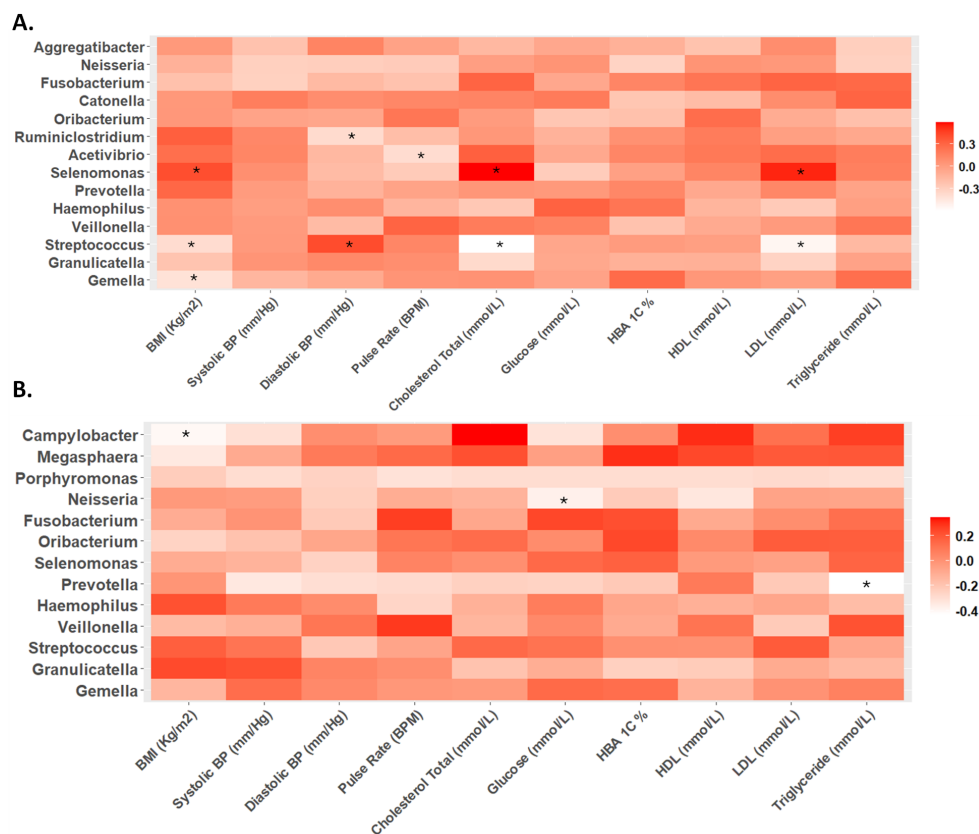 A.
Aggregatibacter
Neisseria
Fusobacterium
Catonella
Oribacterium
Ruminiclostridium
*
Acetivibrio
*
Selenomonas
* * *
Prevotella
Haemophilus
Veillonella
Streptococcus
* * * *
Granulicatella
Gemella
*
0.3
0.0
-0.3
BMI (Kg/m2)
Systolic BP (mm/Hg)
Diastolic BP (mm/Hg)
Pulse Rate (BPM)
Cholesterol Total (mmol/L)
Glucose (mmol/L)
HBA 1C %
HDL (mmol/L)
LDL (mmol/L)
Triglyceride (mmol/L)
B.
Campylobacter
*
Megasphaera
Porphyromonas
Neisseria
*
Fusobacterium
Oribacterium
Selenomonas
Prevotella
*
Haemophilus
Veillonella
Streptococcus
Granulicatella
Gemella
0.2
0.0
-0.2
-0.4
BMI (Kg/m2)
Systolic BP (mm/Hg)
Diastolic BP (mm/Hg)
Pulse Rate (BPM)
Cholesterol Total (mmol/L)
Glucose (mmol/L)
HBA 1C %
HDL (mmol/L)
LDL (mmol/L)
Triglyceride (mmol/L)